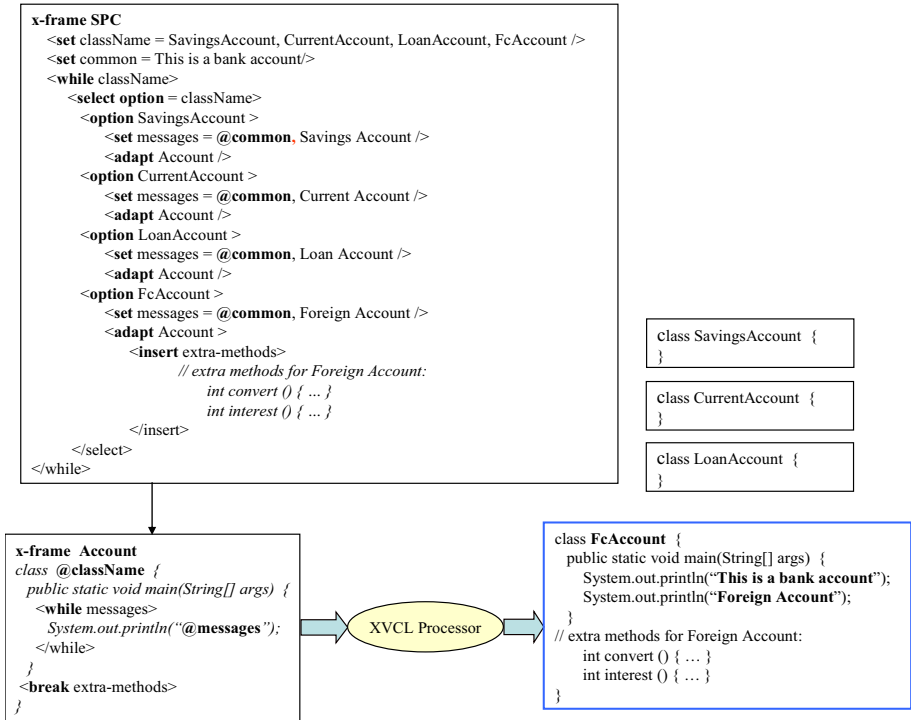 x-frame SPC
<set className = SavingsAccount, CurrentAccount, LoanAccount, FcAccount />
<set common = This is a bank account/>
<while className>
<select option = className>
<option SavingsAccount >
<set messages = @common, Savings Account />
<adapt Account />
<option CurrentAccount >
<set messages = @common, Current Account />
<adapt Account />
<option LoanAccount >
<set messages = @common, Loan Account />
<adapt Account />
<option FcAccount >
<set messages = @common, Foreign Account />
<adapt Account >
<insert extra-methods>
// extra methods for Foreign Account:
int convert () { ... }
int interest () { ... }
</insert>
</select>
</while>
class SavingsAccount {
}
class CurrentAccount {
}
class LoanAccount {
}
x-frame Account
class @className {
public static void main(String[] args) {
<while messages>
System.out.println(“@messages”);
</while>
}
<break extra-methods>
}
XVCL Processor
class FcAccount {
public static void main(String[] args) {
System.out.println(“This is a bank account”);
System.out.println(“Foreign Account”);
}
// extra methods for Foreign Account:
int convert () { … }
int interest () { … }
}